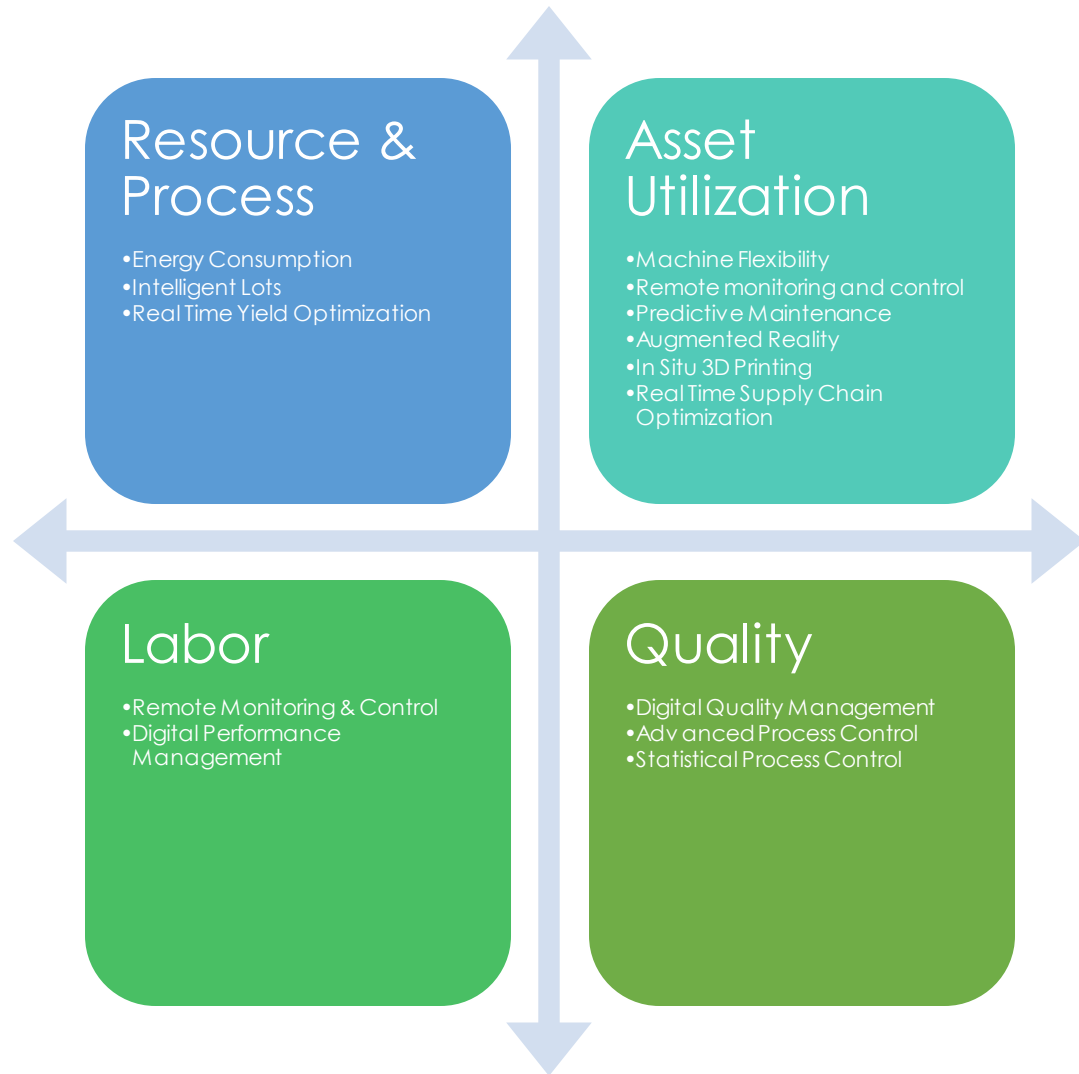 Resource &
Process
•Energy Consumption
•Intelligent Lots
•Real Time Yield Optimization
Asset
Utilization
•Machine Flexibility
•Remote monitoring and control
•Predictive Maintenance
•Augmented Reality
•In Situ 3D Printing
•Real Time Supply Chain
Optimization
Labor
•Remote Monitoring & Control
•Digital Performance
Management
Quality
•Digital Quality Management
•Advanced Process Control
•Statistical Process Control